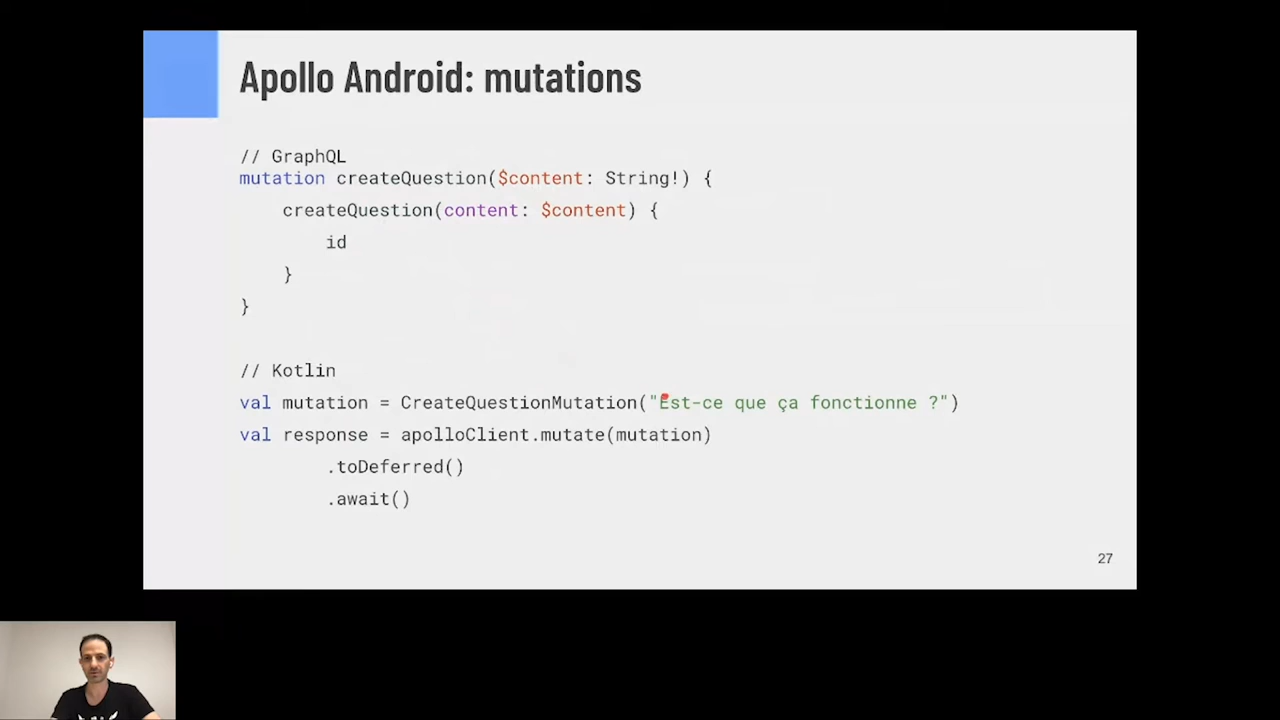 Apollo Android: mutations
// GraphQL
mutation createQuestion($content: String!) {
createQuestion(content: $content) {
id
}
}
// Kotlin
val mutation = CreateQuestionMutation("Est-ce que ça fonctionne ?")
val response = apolloClient.mutate(mutation)
.toDeferred()
.await()
27